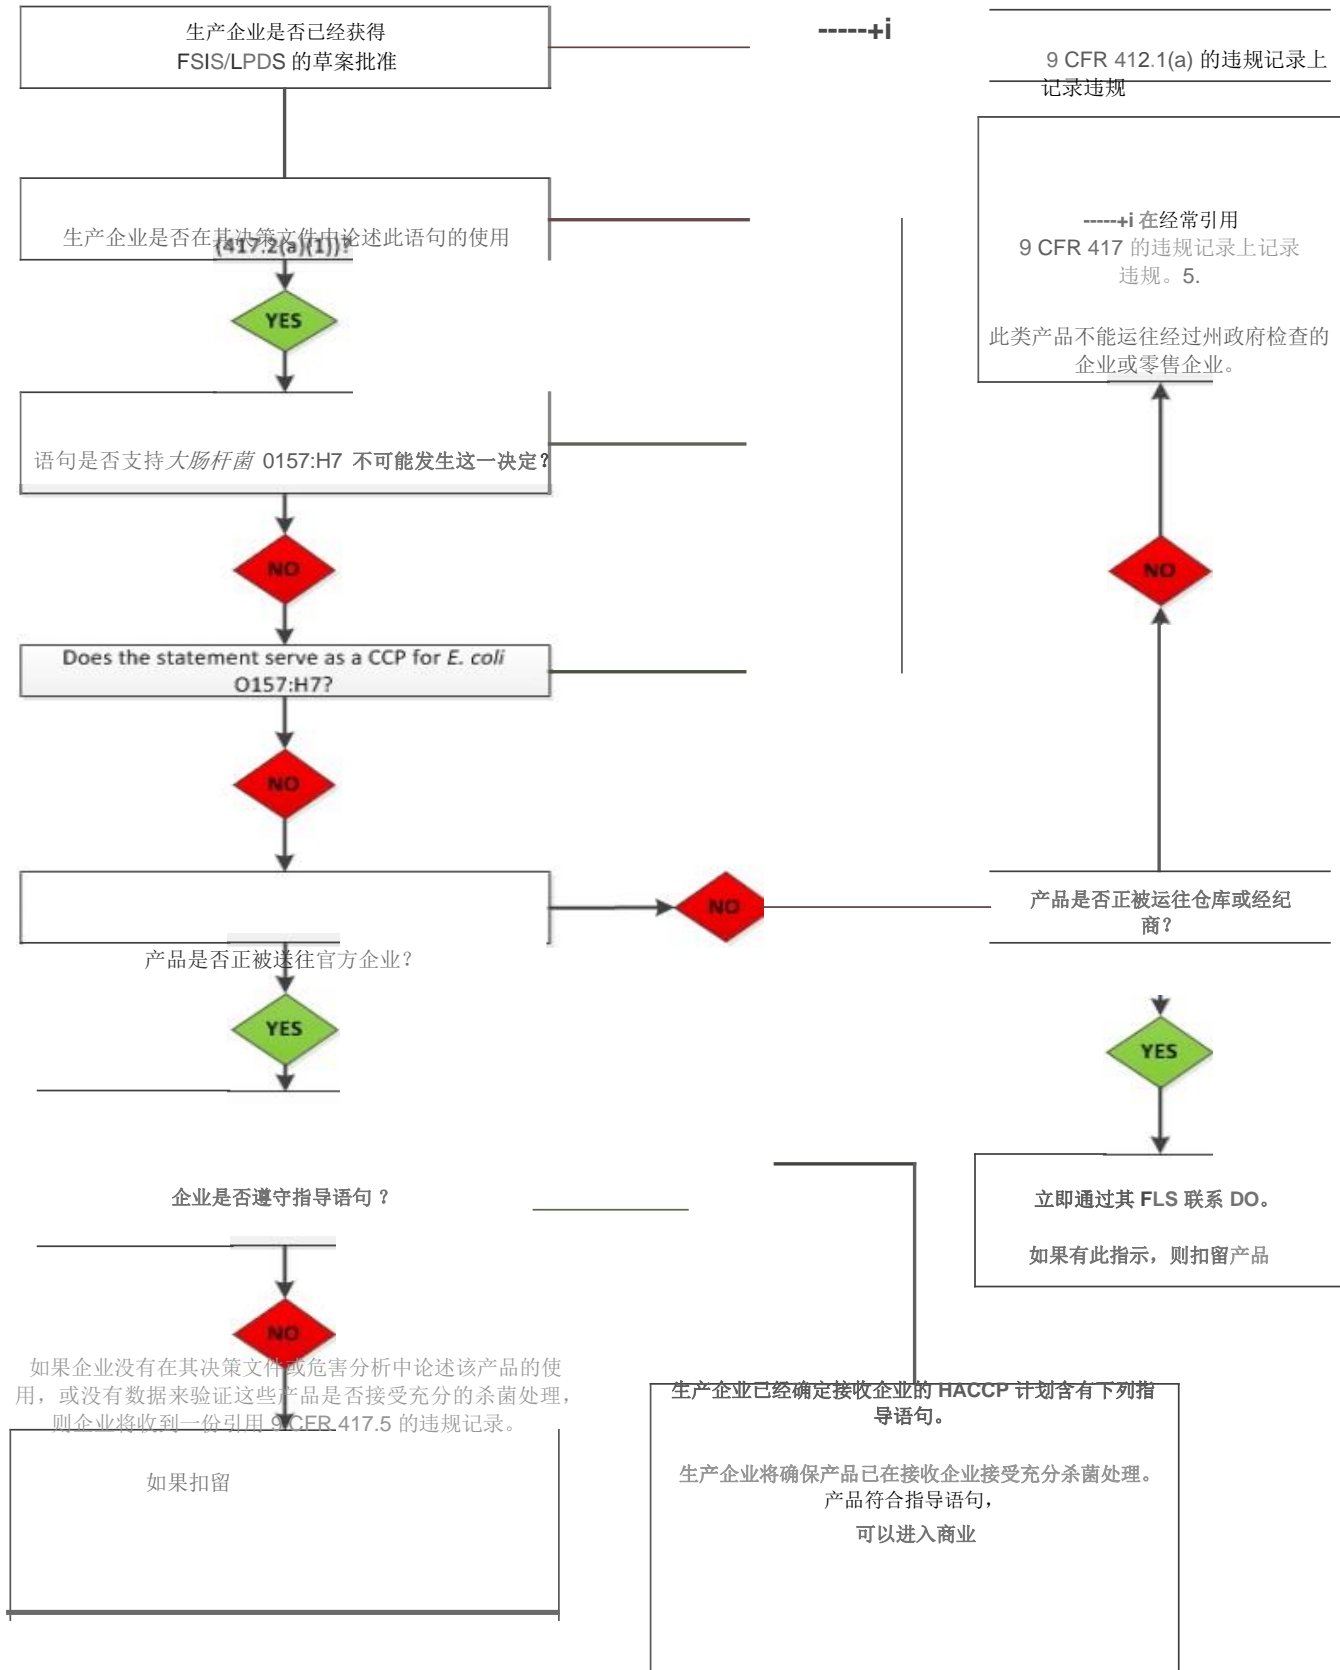 生产企业是否已经获得
FSIS/LPDS 的草案批准
-----+i
9 CFR 412.1(a) 的违规记录上
记录违规
生产企业是否在其决策文件中论述此语句的使用
(417.2(a)(1))?
-----+i 在经常引用
9 CFR 417 的违规记录上记录
违规。5.
此类产品不能运往经过州政府检查的
企业或零售企业。
YES
语句是否支持大肠杆菌 0157:H7 不可能发生这一决定?
NO
NO
Does the statement serve as a CCP for E. coli
O157:H7?
NO
NO
产品是否正被运往仓库或经纪
商?
产品是否正被送往官方企业?
YES
YES
企业是否遵守指导语句 ?
立即通过其 FLS 联系 DO。
如果有此指示，则扣留产品
NO
如果企业没有在其决策文件或危害分析中论述该产品的使
用，或没有数据来验证这些产品是否接受充分的杀菌处理，
则企业将收到一份引用 9 CFR 417.5 的违规记录。
如果扣留
生产企业已经确定接收企业的 HACCP 计划含有下列指
导语句。
生产企业将确保产品已在接收企业接受充分杀菌处理。
产品符合指导语句，
可以进入商业